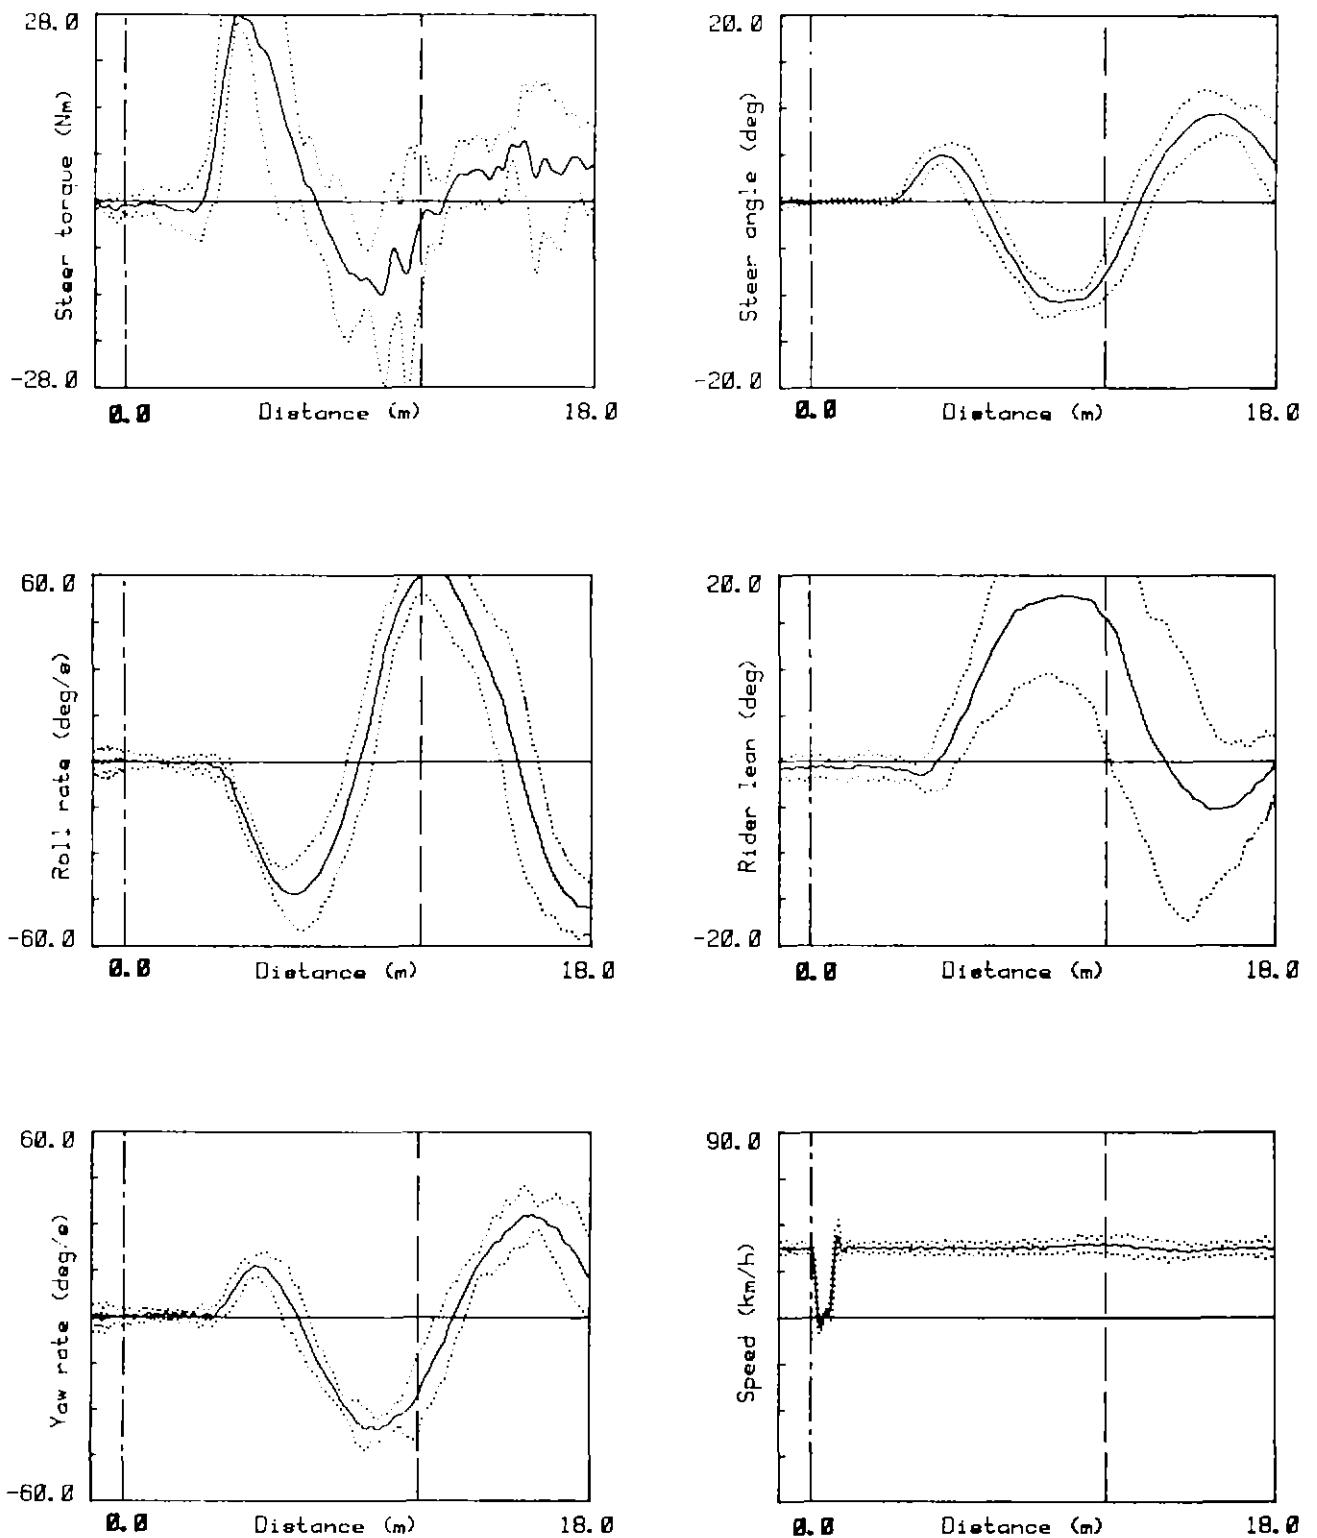 28.0
Steer torque (Nm)
-28.0
0.0 Distance (m) 18.0
20.0
Steer angle (deg)
-20.0
0.0 Distance (m) 18.0
60.0
Roll rate (deg/s)
-60.0
0.0 Distance (m) 18.0
20.0
Rider lean (deg)
-20.0
0.0 Distance (m) 18.0
60.0
Yaw rate (deg/s)
-60.0
0.0 Distance (m) 18.0
90.0
Speed (km/h)
0.0 Distance (m) 18.0